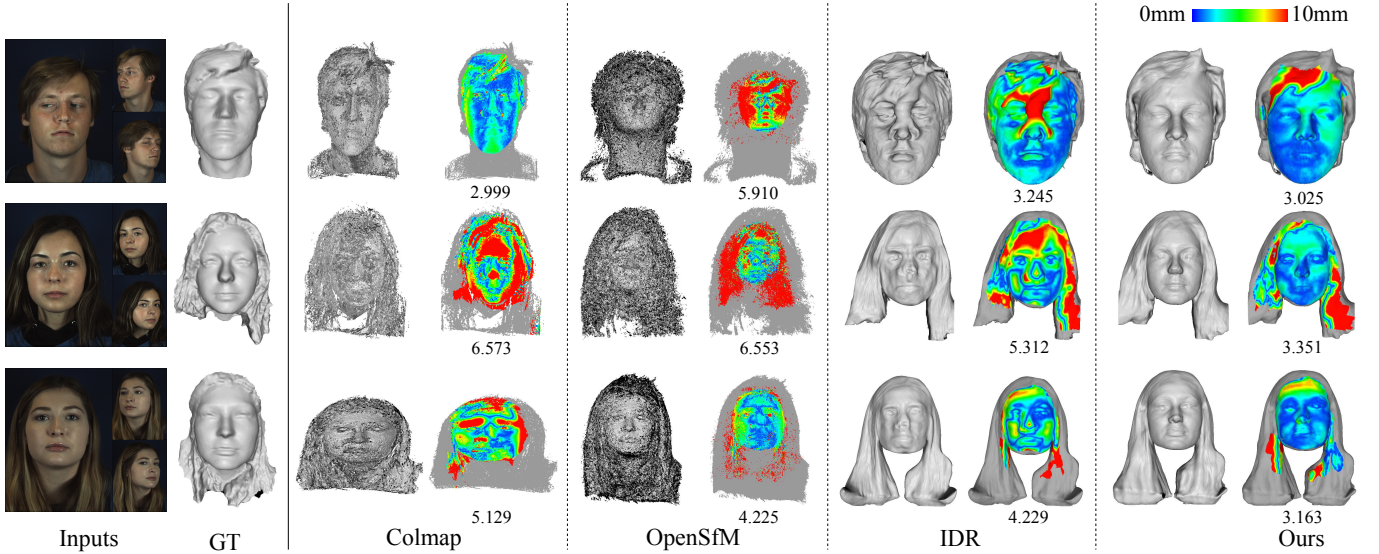 0mm 10mm
2.999 5.910 3.245 3.025
6.573 6.553 5.312 3.351
5.129 4.225 4.229 3.163
Inputs GT Colmap OpenSfM IDR Ours